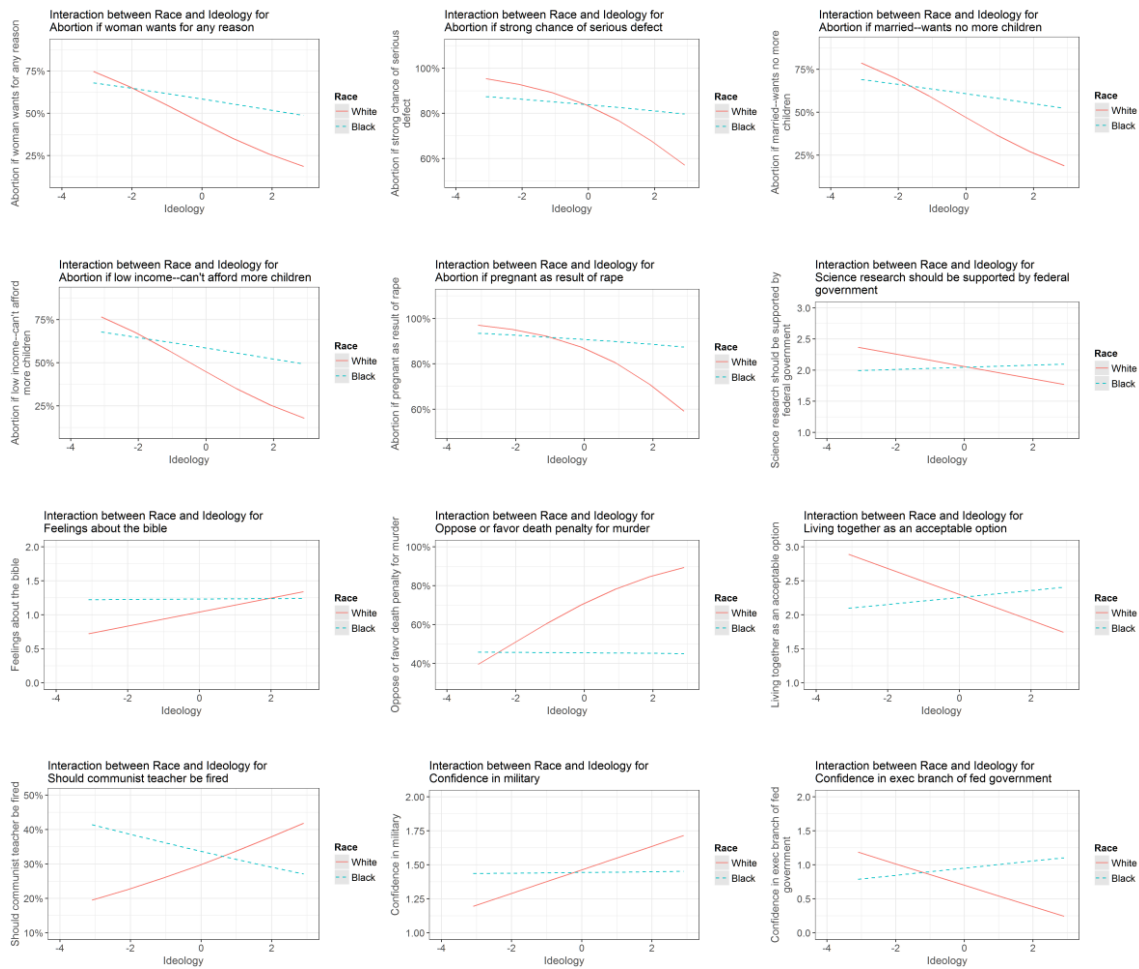 Interaction between Race and Ideology for
Abortion if woman wants for any reason
Abortion if woman wants for any reason
75%
50%
25%
-4 -2 0 2
Ideology
Race
White
Black
Interaction between Race and Ideology for
Abortion if strong chance of serious defect
Abortion if strong chance of serious
defect
100%
80%
60%
-4 -2 0 2
Ideology
Race
White
Black
Interaction between Race and Ideology for
Abortion if married--wants no more children
Abortion if married--wants no more
children
75%
50%
25%
-4 -2 0 2
Ideology
Race
White
Black
Interaction between Race and Ideology for
Abortion if low income--can't afford more children
Abortion if low income--can't afford
more children
75%
50%
25%
-4 -2 0 2
Ideology
Race
White
Black
Interaction between Race and Ideology for
Abortion if pregnant as result of rape
Abortion if pregnant as result of rape
100%
80%
60%
-4 -2 0 2
Ideology
Race
White
Black
Interaction between Race and Ideology for
Science research should be supported by federal
government
Science research should be supported by
federal government
3.0
2.5
2.0
1.5
1.0
-4 -2 0 2
Ideology
Race
White
Black
Interaction between Race and Ideology for
Feelings about the bible
Feelings about the bible
2.0
1.5
1.0
0.5
0.0
-4 -2 0 2
Ideology
Race
White
Black
Interaction between Race and Ideology for
Oppose or favor death penalty for murder
Oppose or favor death penalty for murder
100%
80%
60%
40%
-4 -2 0 2
Ideology
Race
White
Black
Interaction between Race and Ideology for
Living together as an acceptable option
Living together as an acceptable option
3.0
2.5
2.0
1.5
1.0
-4 -2 0 2
Ideology
Race
White
Black
Interaction between Race and Ideology for
Should communist teacher be fired
Should communist teacher be fired
50%
40%
30%
20%
10%
-4 -2 0 2
Ideology
Race
White
Black
Interaction between Race and Ideology for
Confidence in military
Confidence in military
2.00
1.75
1.50
1.25
1.00
-4 -2 0 2
Ideology
Race
White
Black
Interaction between Race and Ideology for
Confidence in exec branch of fed government
Confidence in exec branch of fed
government
2.0
1.5
1.0
0.5
0.0
-4 -2 0 2
Ideology
Race
White
Black